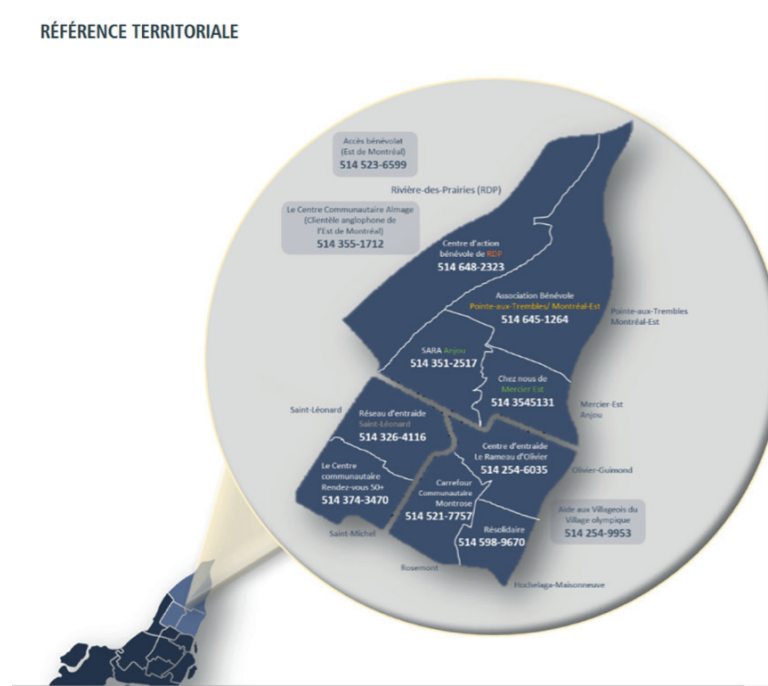 RÉFÉRENCE TERRITORIALE
Accès bénévolat
(Est de Montréal)
514 523-6599
Rivière-des-Prairies (RDP)
Le Centre Communautaire Almage
(Clientèle anglophone de
l'Est de Montréal)
514 355-1712
Centre d'action
bénévole de RDP
514 648-2323
Association Bénévole
Pointe-aux-Trembles/ Montréal-Est
514 645-1264
Pointe-aux-Trembles
Montréal-Est
SARA Anjou
514 351-2517
Chez nous de
Mercier Est
514 3545131
Mercier-Est
Anjou
Saint-Léonard
Réseau d'entraide
Saint-Léonard
514 326-4116
Centre d'entraide
Le Rameau d'Olivier
514 254-6035
Olivier-Guimond
Le Centre
communautaire
Rendez-vous 50+
514 374-3470
Carrefour
Communautaire
Montrose
514 521-7757
Aide aux Villageois du
Village olympique
514 254-9953
Résolidaire
514 598-9670
Saint-Michel
Rosemont
Hochelaga-Maisonneuve